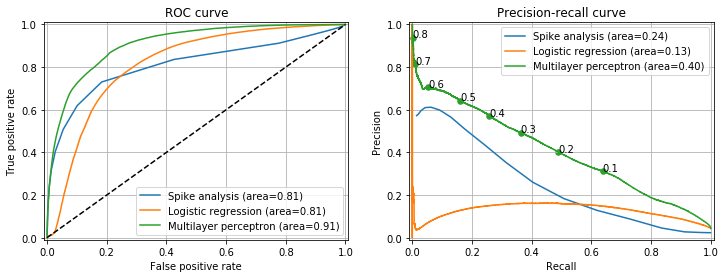 ROC curve
True positive rate
1.0
0.8
0.6
0.4
0.2
0.0
Spike analysis (area=0.81)
Logistic regression (area=0.81)
Multilayer perceptron (area=0.91)
0.0 0.2 0.4 0.6 0.8 1.0
False positive rate
Precision-recall curve
Precision
1.0
0.8
0.6
0.4
0.2
0.0
Spike analysis (area=0.24)
Logistic regression (area=0.13)
Multilayer perceptron (area=0.40)
0.8
0.7
0.6
0.5
0.4
0.3
0.2
0.1
0.0 0.2 0.4 0.6 0.8 1.0
Recall